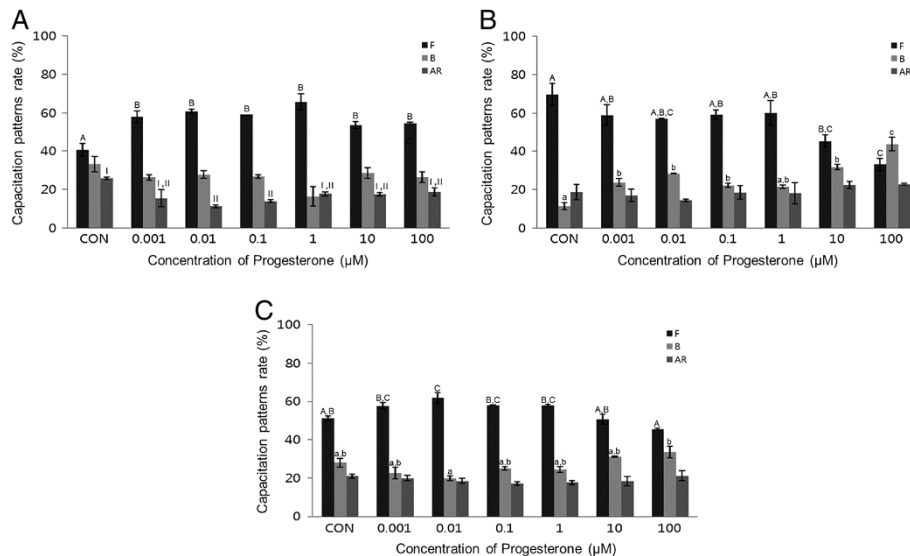 A
Capacitation patterns rate (%)
100
80
60
40
20
0
F
B
AR
A
I
B
I,II
B
II
B
II
B
I,II
B
I,II
B
C
I,II
CON 0.001 0.01 0.1 1 10 100
Concentration of Progesterone (µM)
B
Capacitation patterns rate (%)
100
80
60
40
20
0
F
B
AR
A
a
A,B
b
A,B,C
b
A,B
b
A,B
a,b
B,C
b
C
c
CON 0.001 0.01 0.1 1 10 100
Concentration of Progesterone (µM)
C
Capacitation patterns rate (%)
100
80
60
40
20
0
F
B
AR
A,B
a,b
B,C
a,b
C
a
B,C
a,b
B,C
a,b
A,B
a,b
A
b
CON 0.001 0.01 0.1 1 10 100
Concentration of Progesterone (µM)